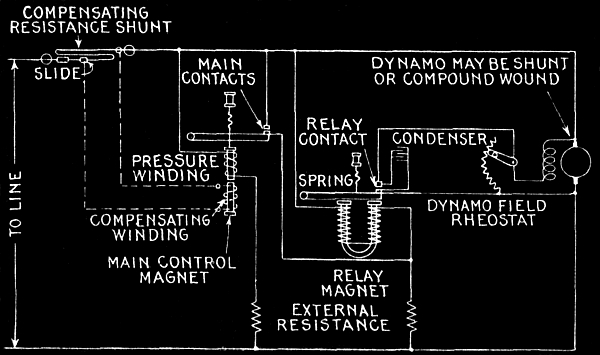 COMPENSATING
RESISTANCE SHUNT
SLIDE
MAIN
CONTACTS
DYNAMO MAY BE SHUNT
OR COMPOUND WOUND
RELAY
CONTACT
CONDENSER
PRESSURE
WINDING
SPRING
TO LINE
COMPENSATING
WINDING
DYNAMO FIELD
RHEOSTAT
MAIN CONTROL
MAGNET
RELAY
MAGNET
EXTERNAL
RESISTANCE